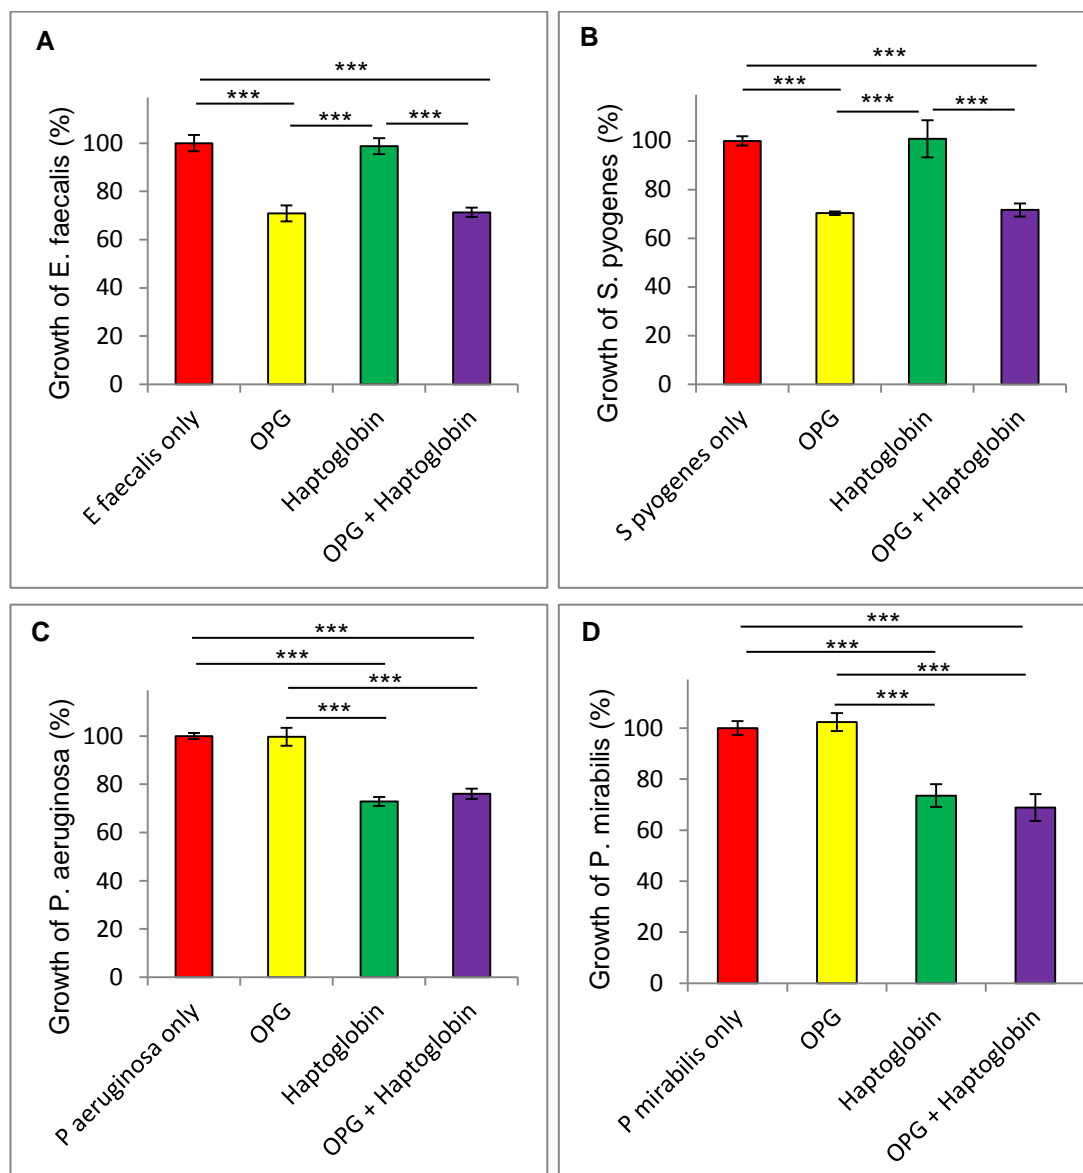 A
***
***
***
***
Growth of E. faecalis (%)
100
80
60
40
20
0
E faecalis only
OPG
Haptoglobin
OPG + Haptoglobin
B
***
***
***
***
Growth of S. pyogenes (%)
100
80
60
40
20
0
S pyogenes only
OPG
Haptoglobin
OPG + Haptoglobin
C
***
***
***
***
Growth of P. aeruginosa (%)
100
80
60
40
20
0
P aeruginosa only
OPG
Haptoglobin
OPG + Haptoglobin
D
***
***
***
***
Growth of P. mirabilis (%)
100
80
60
40
20
0
P mirabilis only
OPG
Haptoglobin
OPG + Haptoglobin